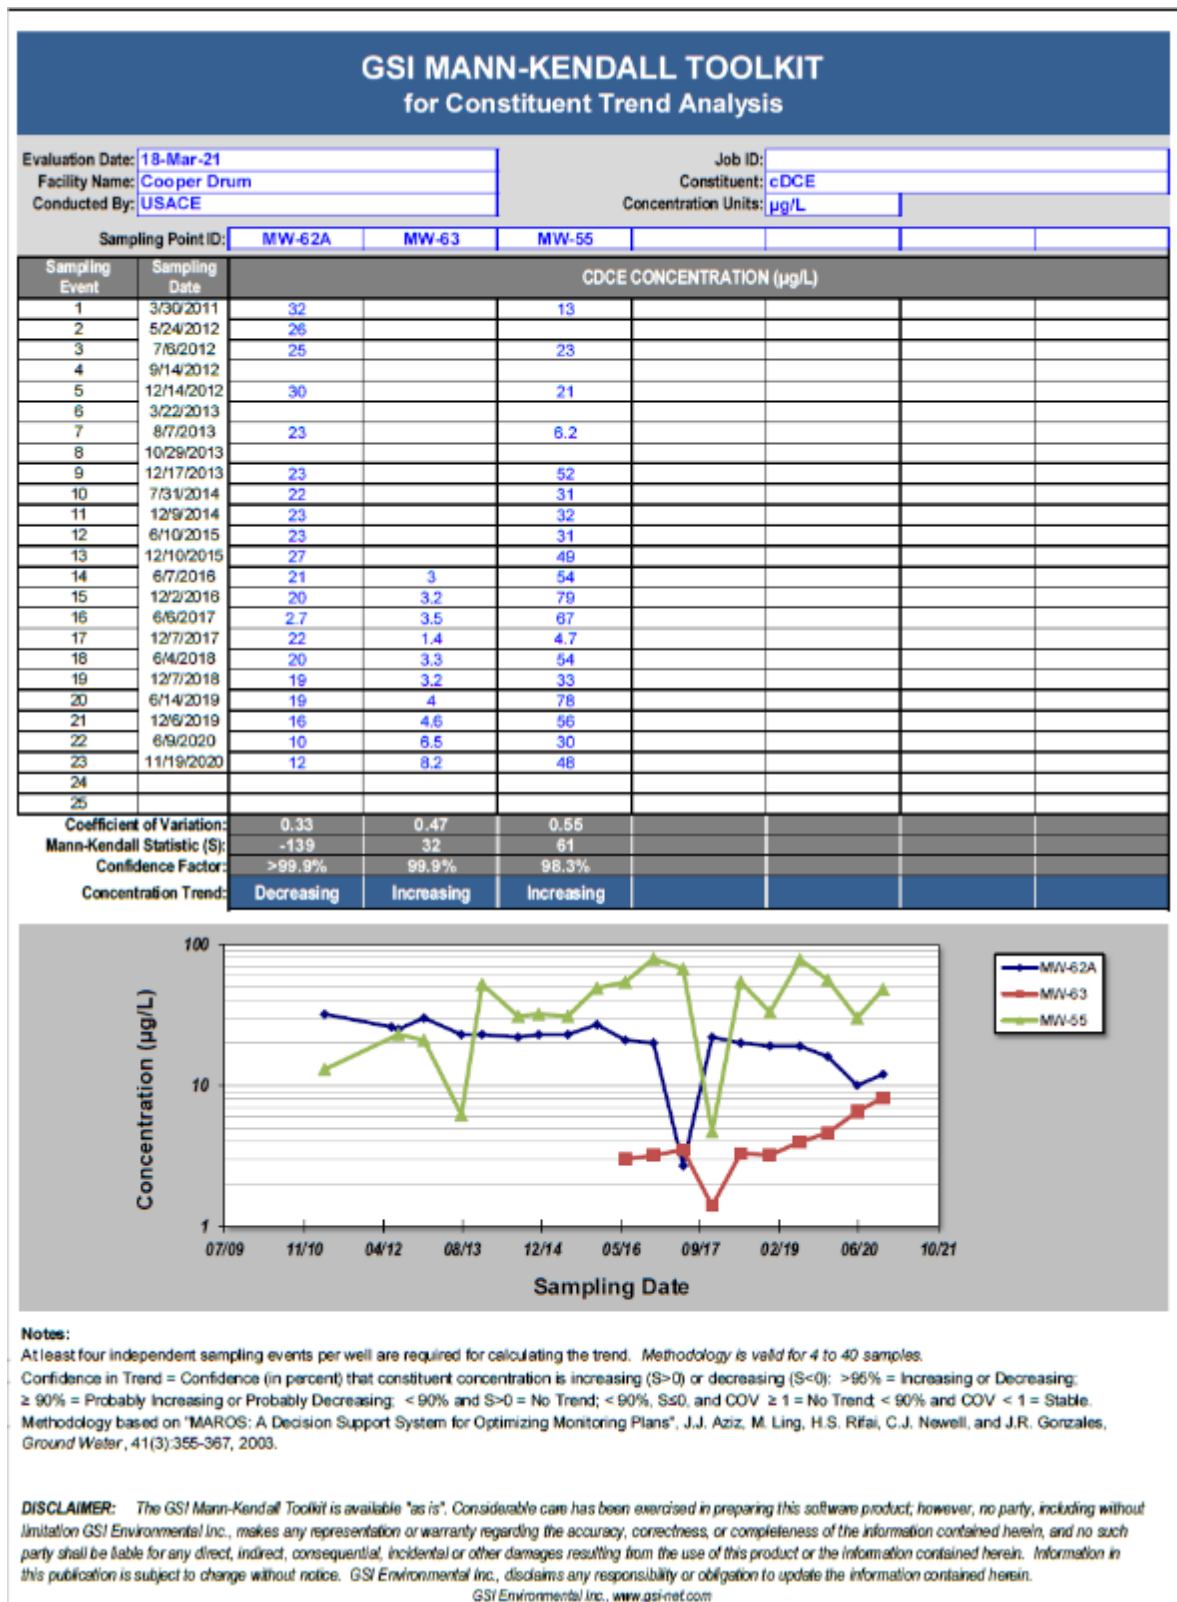 GSI MANN-KENDALL TOOLKIT
for Constituent Trend Analysis
Evaluation Date: 18-Mar-21 Job ID:
Facility Name: Cooper Drum Constituent: cDCE
Conducted By: USACE Concentration Units: µg/L
Sampling Point ID: MW-62A MW-63 MW-55
Sampling Event Sampling Date CDCE CONCENTRATION (µg/L)
1 3/30/2011 32 13
2 5/24/2012 26
3 7/6/2012 25 23
4 9/14/2012
5 12/14/2012 30 21
6 3/22/2013
7 8/7/2013 23 6.2
8 10/29/2013
9 12/17/2013 23 52
10 7/31/2014 22 31
11 12/9/2014 23 32
12 6/10/2015 23 31
13 12/10/2015 27 49
14 6/7/2016 21 3 54
15 12/2/2016 20 3.2 79
16 6/6/2017 2.7 3.5 67
17 12/7/2017 22 1.4 4.7
18 6/4/2018 20 3.3 54
19 12/7/2018 19 3.2 33
20 6/14/2019 19 4 78
21 12/6/2019 16 4.6 56
22 6/9/2020 10 6.5 30
23 11/19/2020 12 8.2 48
24
25
Coefficient of Variation: 0.33 0.47 0.55
Mann-Kendall Statistic (S): -139 32 61
Confidence Factor: >99.9% 99.9% 98.3%
Concentration Trend: Decreasing Increasing Increasing
Concentration (µg/L)
100
10
1
07/09 11/10 04/12 08/13 12/14 05/16 09/17 02/19 06/20 10/21
Sampling Date
MW-62A
MW-63
MW-55
Notes:
At least four independent sampling events per well are required for calculating the trend. Methodology is valid for 4 to 40 samples.
Confidence in Trend = Confidence (in percent) that constituent concentration is increasing (S>0) or decreasing (S<0): >95% = Increasing or Decreasing;
≥ 90% = Probably Increasing or Probably Decreasing; < 90% and S>0 = No Trend; < 90%, S≤0, and COV ≥ 1 = No Trend; < 90% and COV < 1 = Stable.
Methodology based on "MAROS: A Decision Support System for Optimizing Monitoring Plans", J.J. Aziz, M. Ling, H.S. Rifai, C.J. Newell, and J.R. Gonzales,
Ground Water, 41(3):355-367, 2003.
DISCLAIMER: The GSI Mann-Kendall Toolkit is available "as is". Considerable care has been exercised in preparing this software product; however, no party, including without
limitation GSI Environmental Inc., makes any representation or warranty regarding the accuracy, correctness, or completeness of the information contained herein, and no such
party shall be liable for any direct, indirect, consequential, incidental or other damages resulting from the use of this product or the information contained herein. Information in
this publication is subject to change without notice. GSI Environmental Inc., disclaims any responsibility or obligation to update the information contained herein.
GSI Environmental Inc., www.gsi-net.com